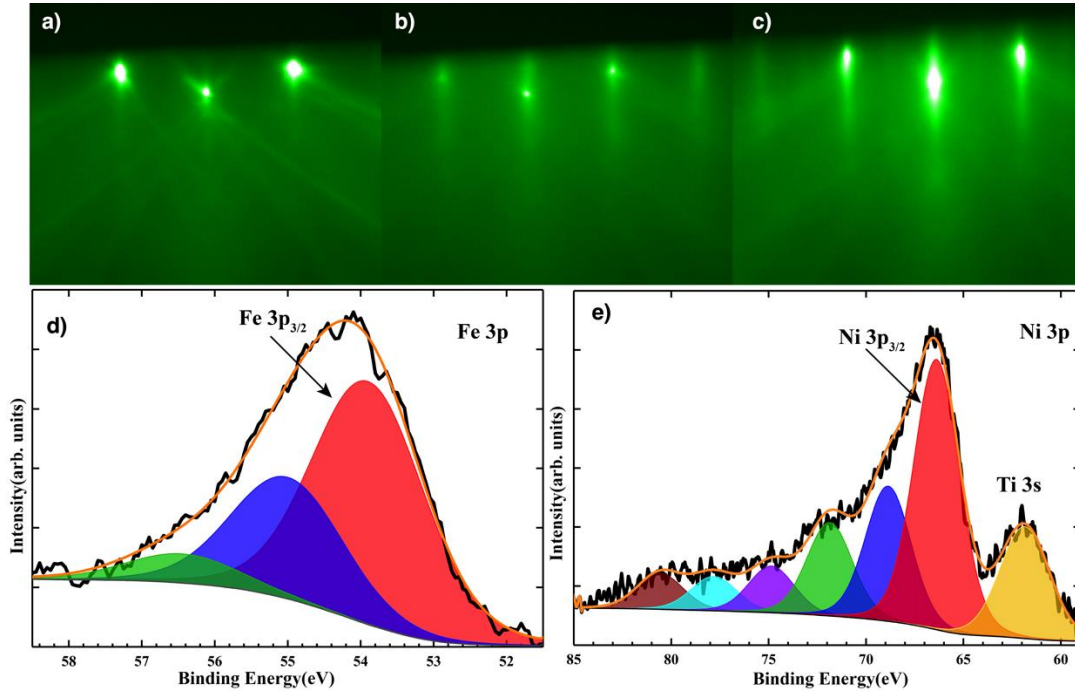 a)
b)
c)
d)
Fe 3p3/2
Fe 3p
Intensity(arb. units)
58
57
56
55
54
53
52
Binding Energy(eV)
e)
Ni 3p3/2
Ni 3p
Ti 3s
Intensity(arb. units)
85
80
75
70
65
60
Binding Energy(eV)